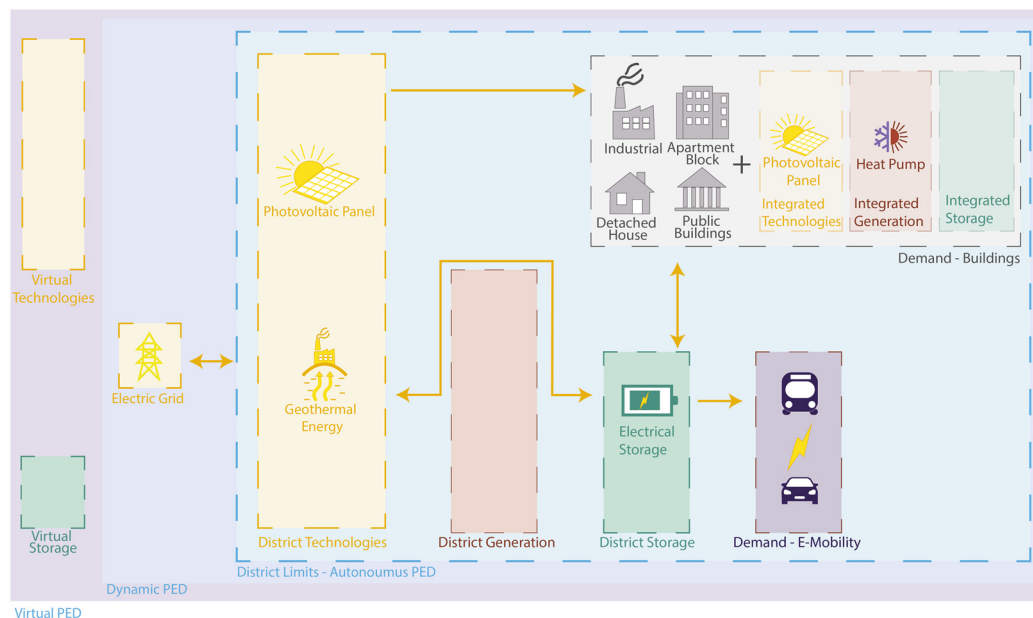 Industrial
Apartment
Block
Detached
House
Public
Buildings
+
Photovoltaic
Panel
Integrated
Technologies
Heat Pump
Integrated
Generation
Integrated
Storage
Demand - Buildings
Photovoltaic Panel
Virtual
Technologies
Electric Grid
Geothermal
Energy
Electrical
Storage
Virtual
Storage
District Technologies
District Generation
District Storage
Demand - E-Mobility
District Limits - Autonoumus PED
Dynamic PED
Virtual PED